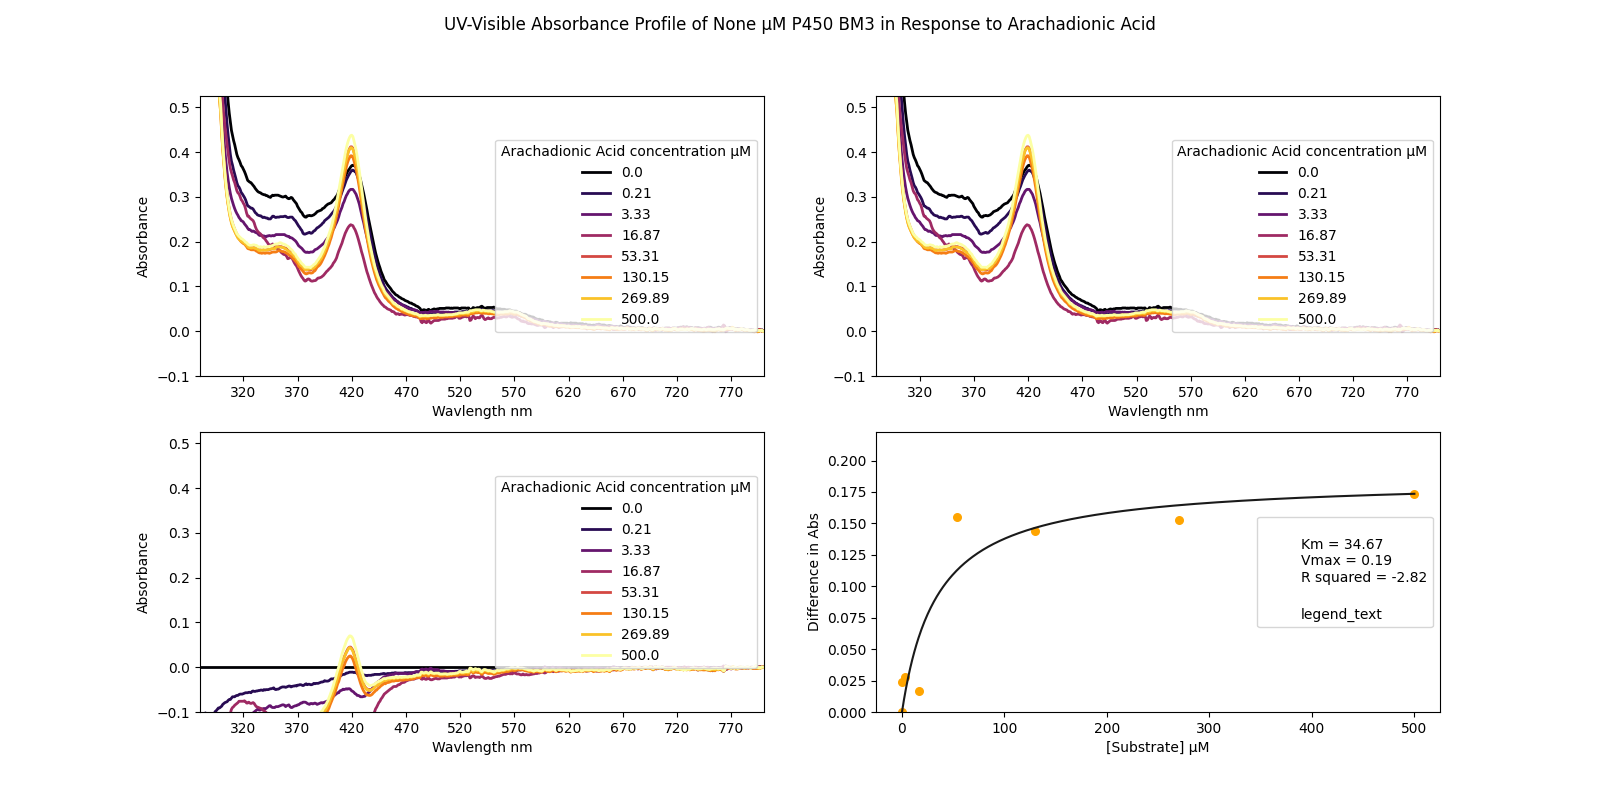 UV-Visible Absorbance Profile of None μM P450 BM3 in Response to Arachadionic Acid
0.5
0.4
0.3
0.2
0.1
0.0
−0.1
Absorbance
Arachadionic Acid concentration μM
0.0
0.21
3.33
16.87
53.31
130.15
269.89
500.0
320 370 420 470 520 570 620 670 720 770
Wavlength nm
0.5
0.4
0.3
0.2
0.1
0.0
−0.1
Absorbance
Arachadionic Acid concentration μM
0.0
0.21
3.33
16.87
53.31
130.15
269.89
500.0
320 370 420 470 520 570 620 670 720 770
Wavlength nm
0.5
0.4
0.3
0.2
0.1
0.0
−0.1
Absorbance
Arachadionic Acid concentration μM
0.0
0.21
3.33
16.87
53.31
130.15
269.89
500.0
320 370 420 470 520 570 620 670 720 770
Wavlength nm
0.200
0.175
0.150
0.125
0.100
0.075
0.050
0.025
0.000
Difference in Abs
Km = 34.67
Vmax = 0.19
R squared = -2.82
legend_text
0 100 200 300 400 500
[Substrate] μM